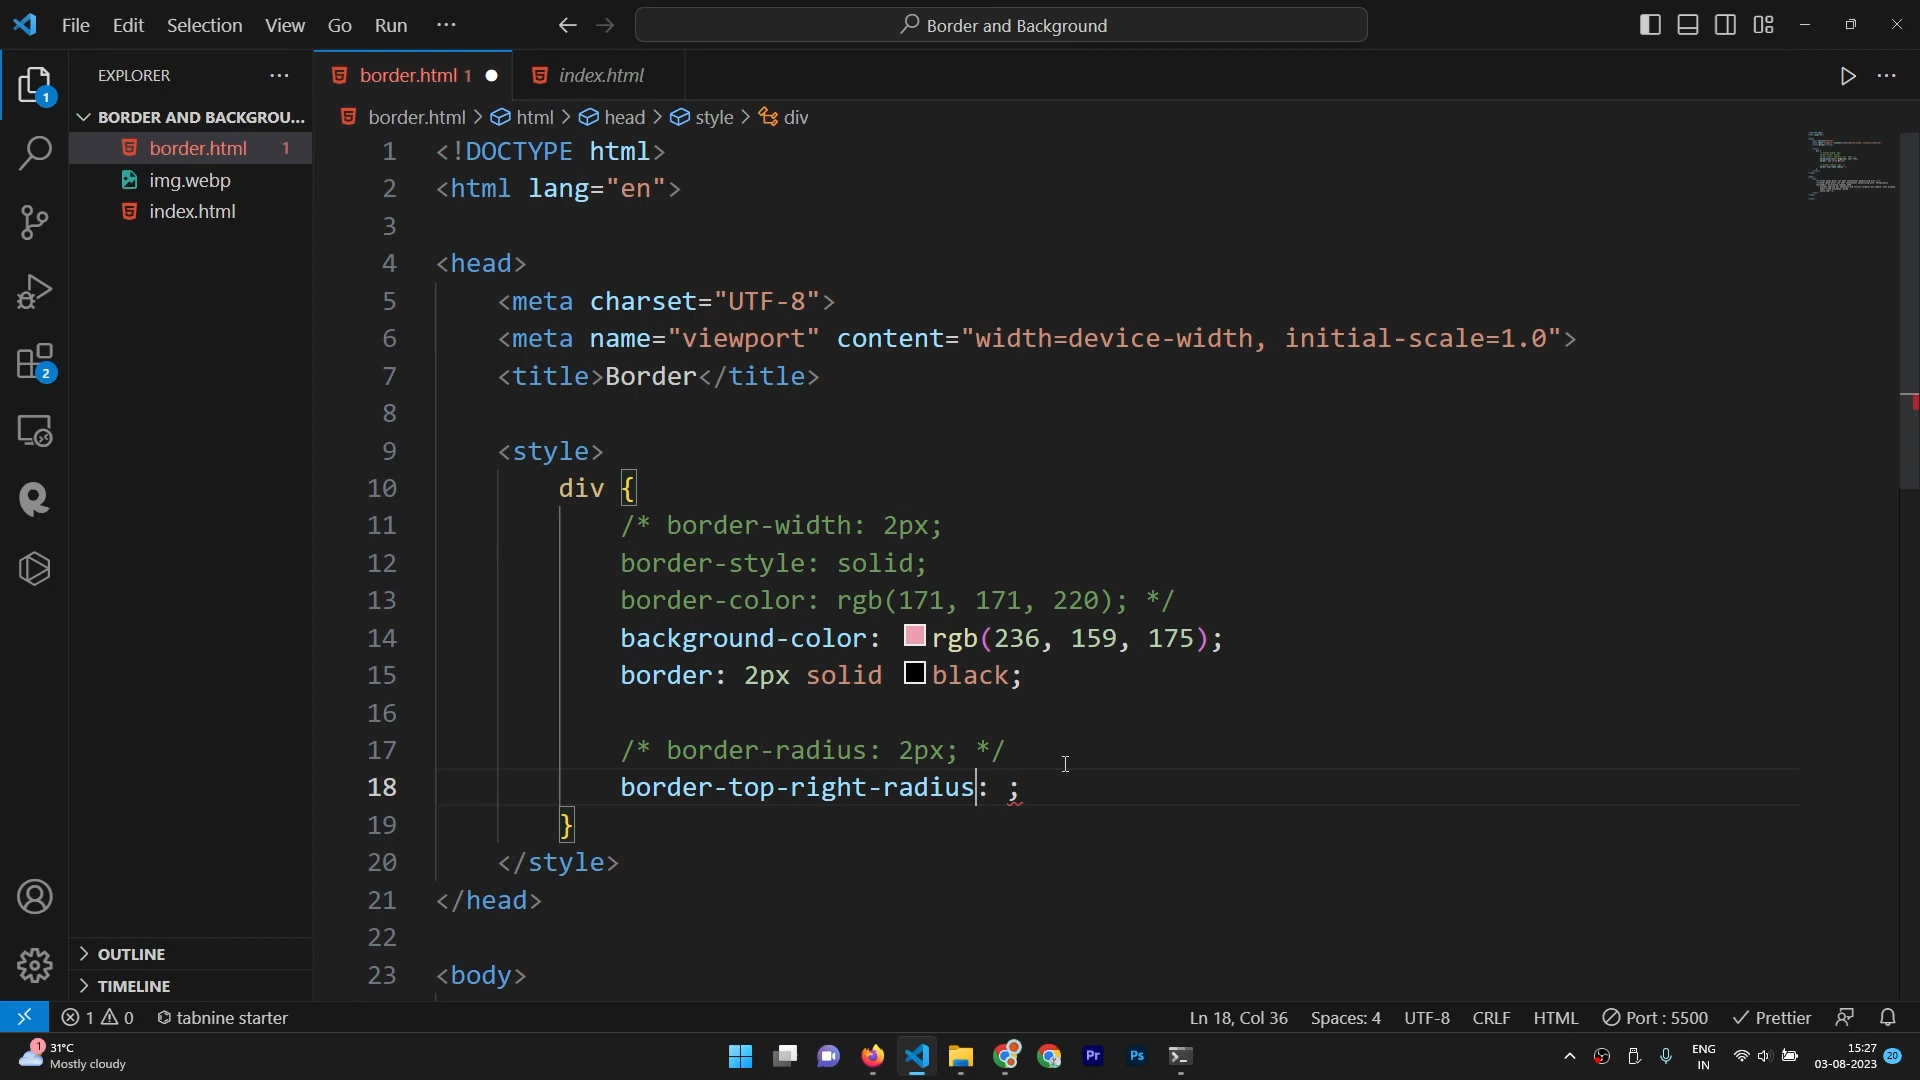 File Edit Selection View Go Run ···
Border and Background
EXPLORER
BORDER AND BACKGROU...
border.html 1
img.webp
index.html
OUTLINE
TIMELINE
1
2
border.html 1
index.html
border.html > html > head > style > div
1 <!DOCTYPE html>
2 <html lang="en">
3
4 <head>
5 <meta charset="UTF-8">
6 <meta name="viewport" content="width=device-width, initial-scale=1.0">
7 <title>Border</title>
8
9 <style>
10 div {
11 /* border-width: 2px;
12 border-style: solid;
13 border-color: rgb(171, 171, 220); */
14 background-color: rgb(236, 159, 175);
15 border: 2px solid black;
16
17 /* border-radius: 2px; */
18 border-top-right-radius: ;
19 }
20 </style>
21 </head>
22
23 <body>
1 0 tabnine starter
Ln 18, Col 36 Spaces: 4 UTF-8 CRLF HTML Port : 5500 Prettier
1
31°C
Mostly cloudy
Pr
Ps
ENG
IN
15:27
03-08-2023
20